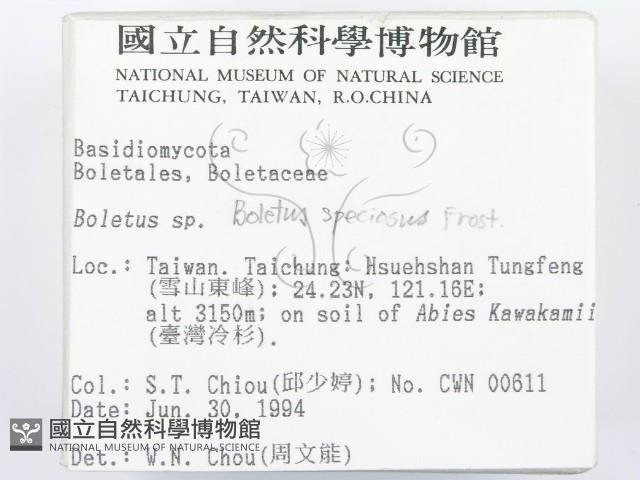 國立自然科學博物館
NATIONAL MUSEUM OF NATURAL SCIENCE
TAICHUNG, TAIWAN, R.O.CHINA
Basidiomycota
Boletales, Boletaceae
Boletus sp. Boletus speciosus Frost.
Loc.: Taiwan. Taichung: Hsuehshan Tungfeng
(雪山東峰); 24.23N, 121.16E;
alt 3150m; on soil of Abies Kawakamii
(臺灣冷杉).
Col.: S.T. Chiou(邱少婷); No. CWN 00611
Date: Jun. 30, 1994
國立自然科學博物館
NATIONAL MUSEUM OF NATURAL SCIENCE
Det.: W.N. Chou(周文能)